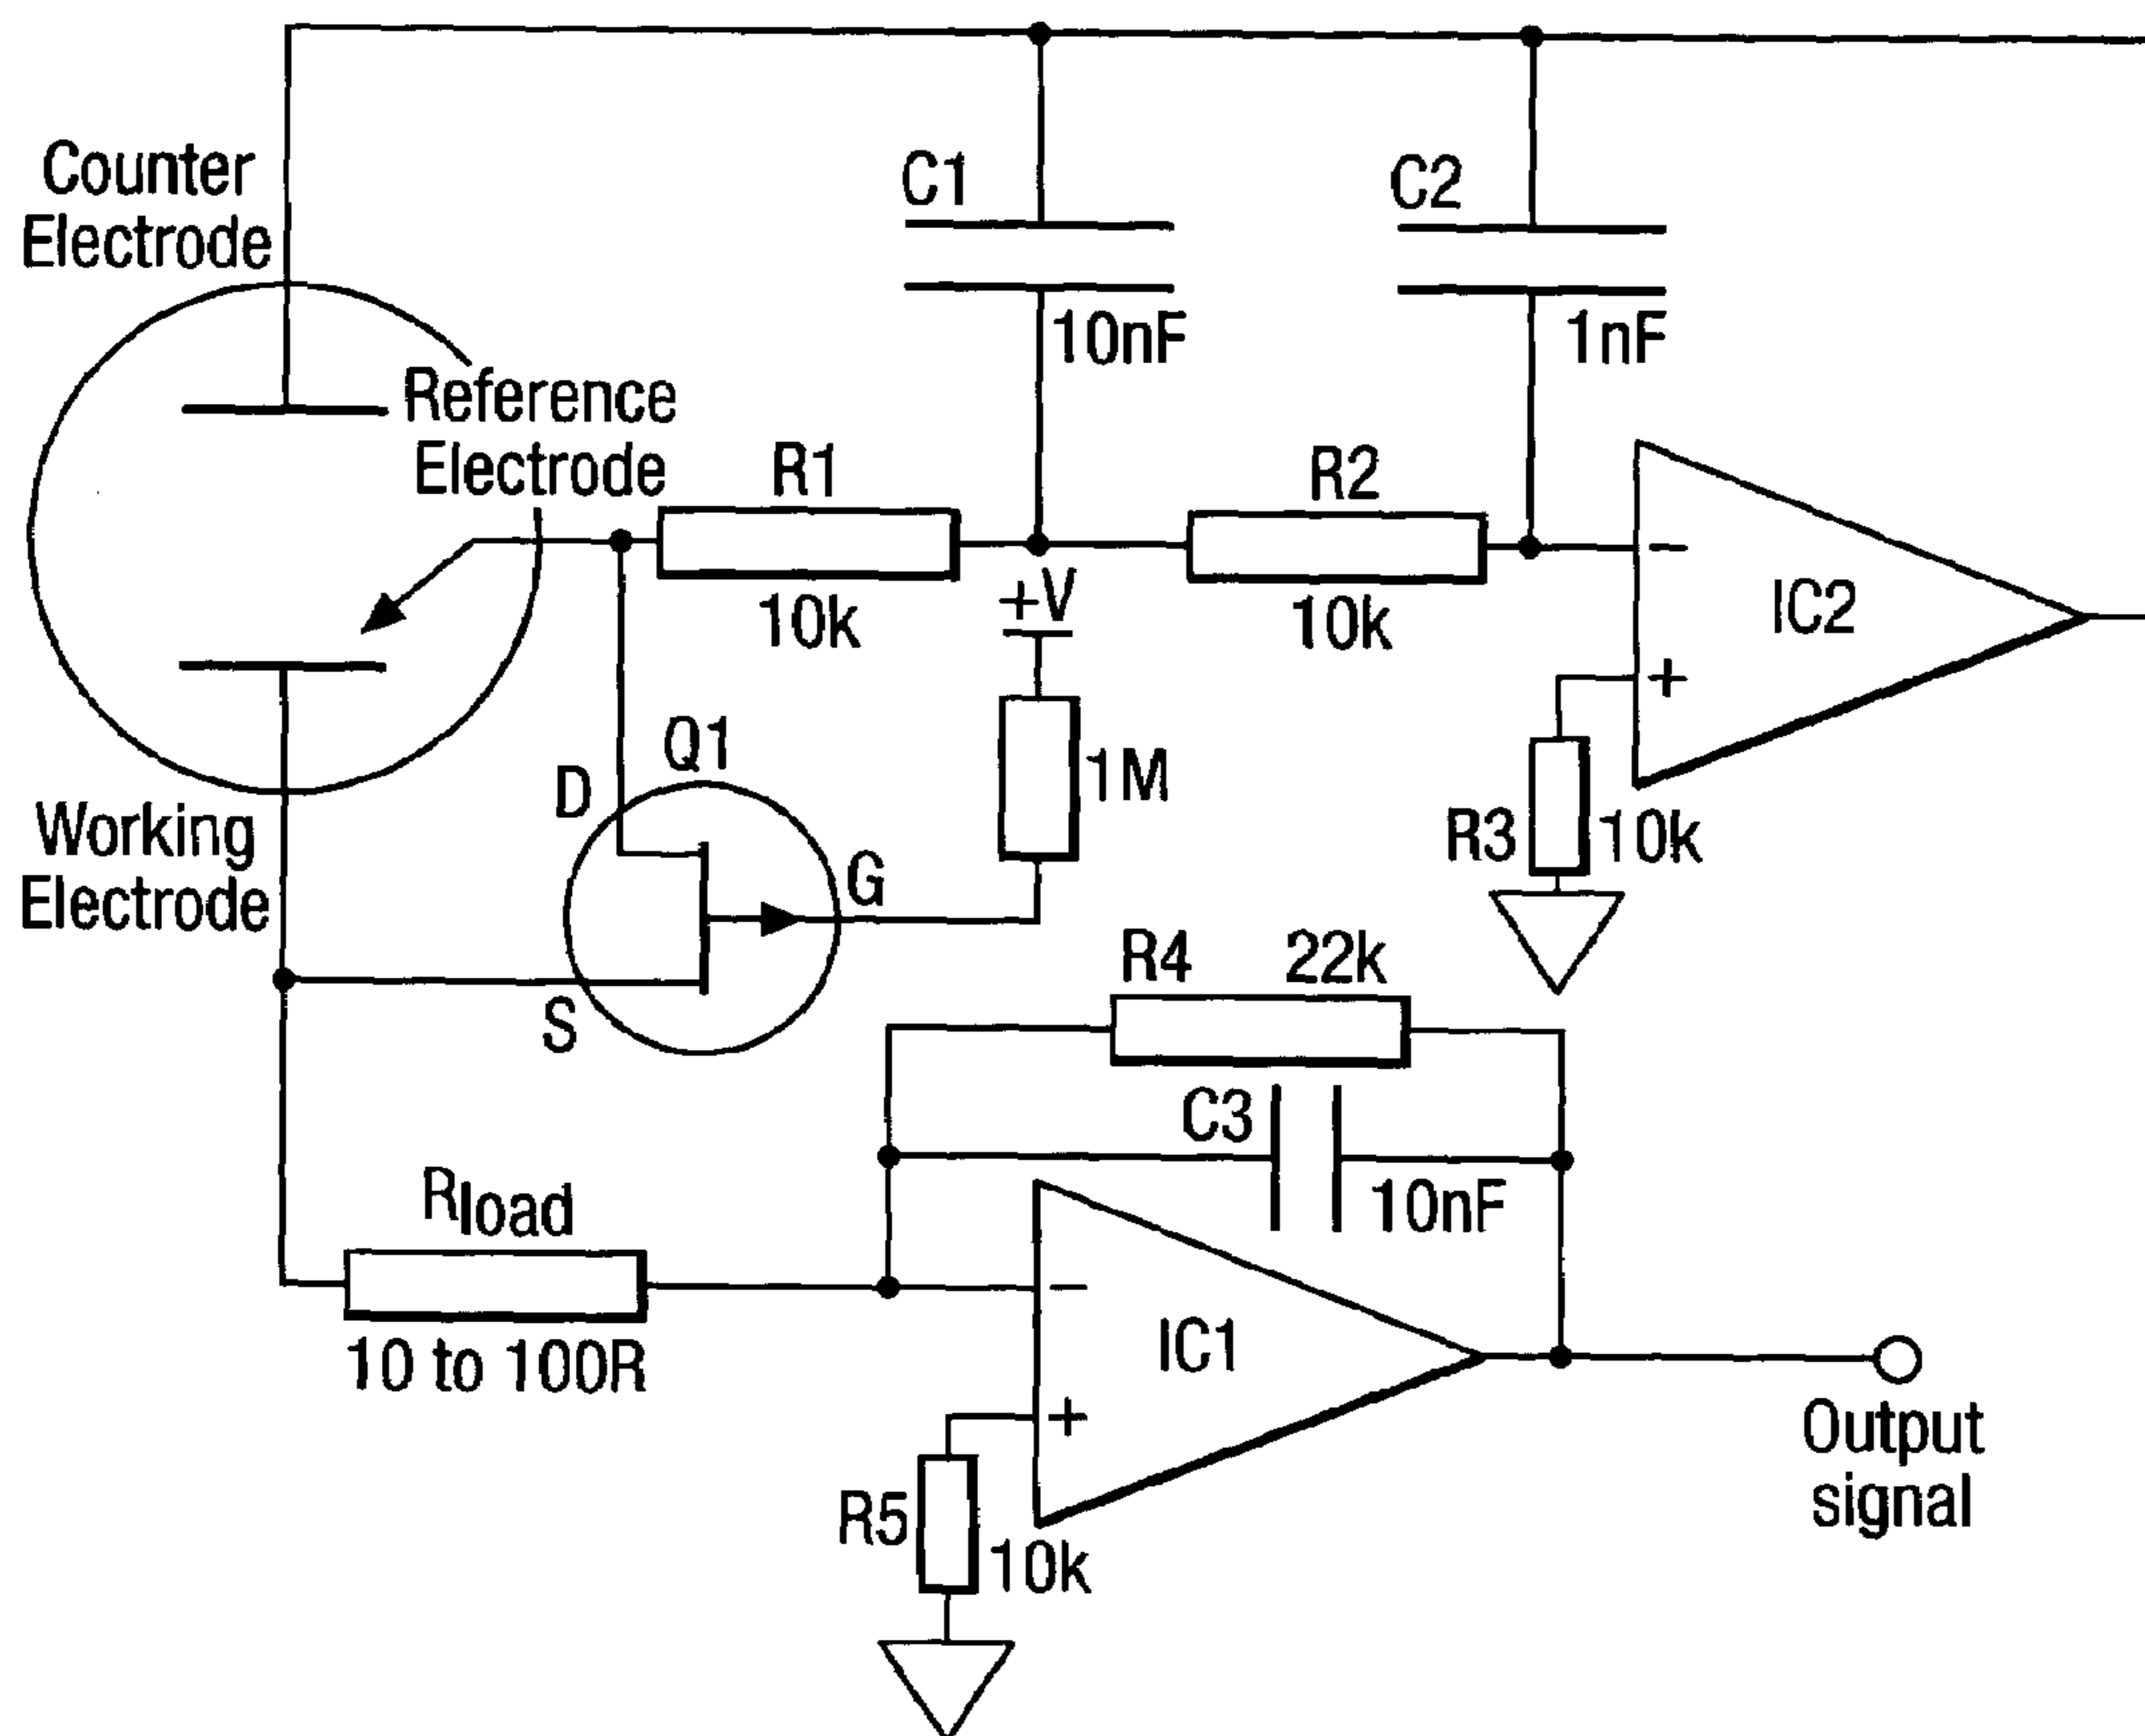 Counter
Electrode
C1
10nF
C2
1nF
Reference
Electrode
R1
10k
R2
10k
+V
1M
IC2
−
+
R3
10k
Working
Electrode
Q1
D
G
S
R4
22k
C3
10nF
Rload
10 to 100R
IC1
−
+
R5
10k
Output
signal